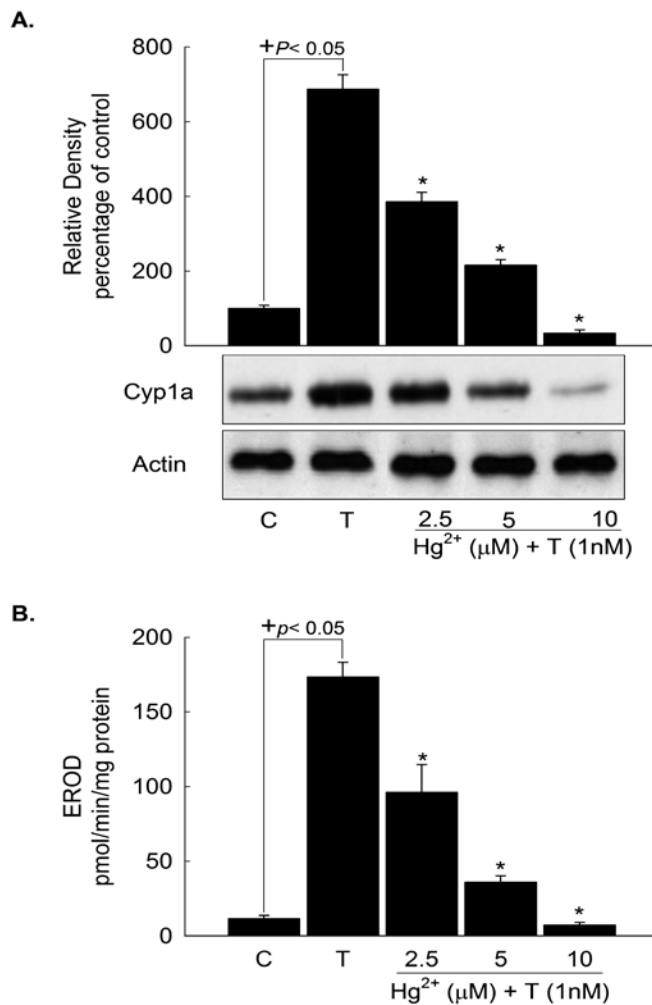 A.
+P< 0.05
Relative Density
percentage of control
800
600
400
200
0
*
*
*
Cyp1a
Actin
C T 2.5 5 10
Hg²⁺ (μM) + T (1nM)
B.
+p< 0.05
EROD
pmol/min/mg protein
200
150
100
50
0
*
*
*
C T 2.5 5 10
Hg²⁺ (μM) + T (1nM)